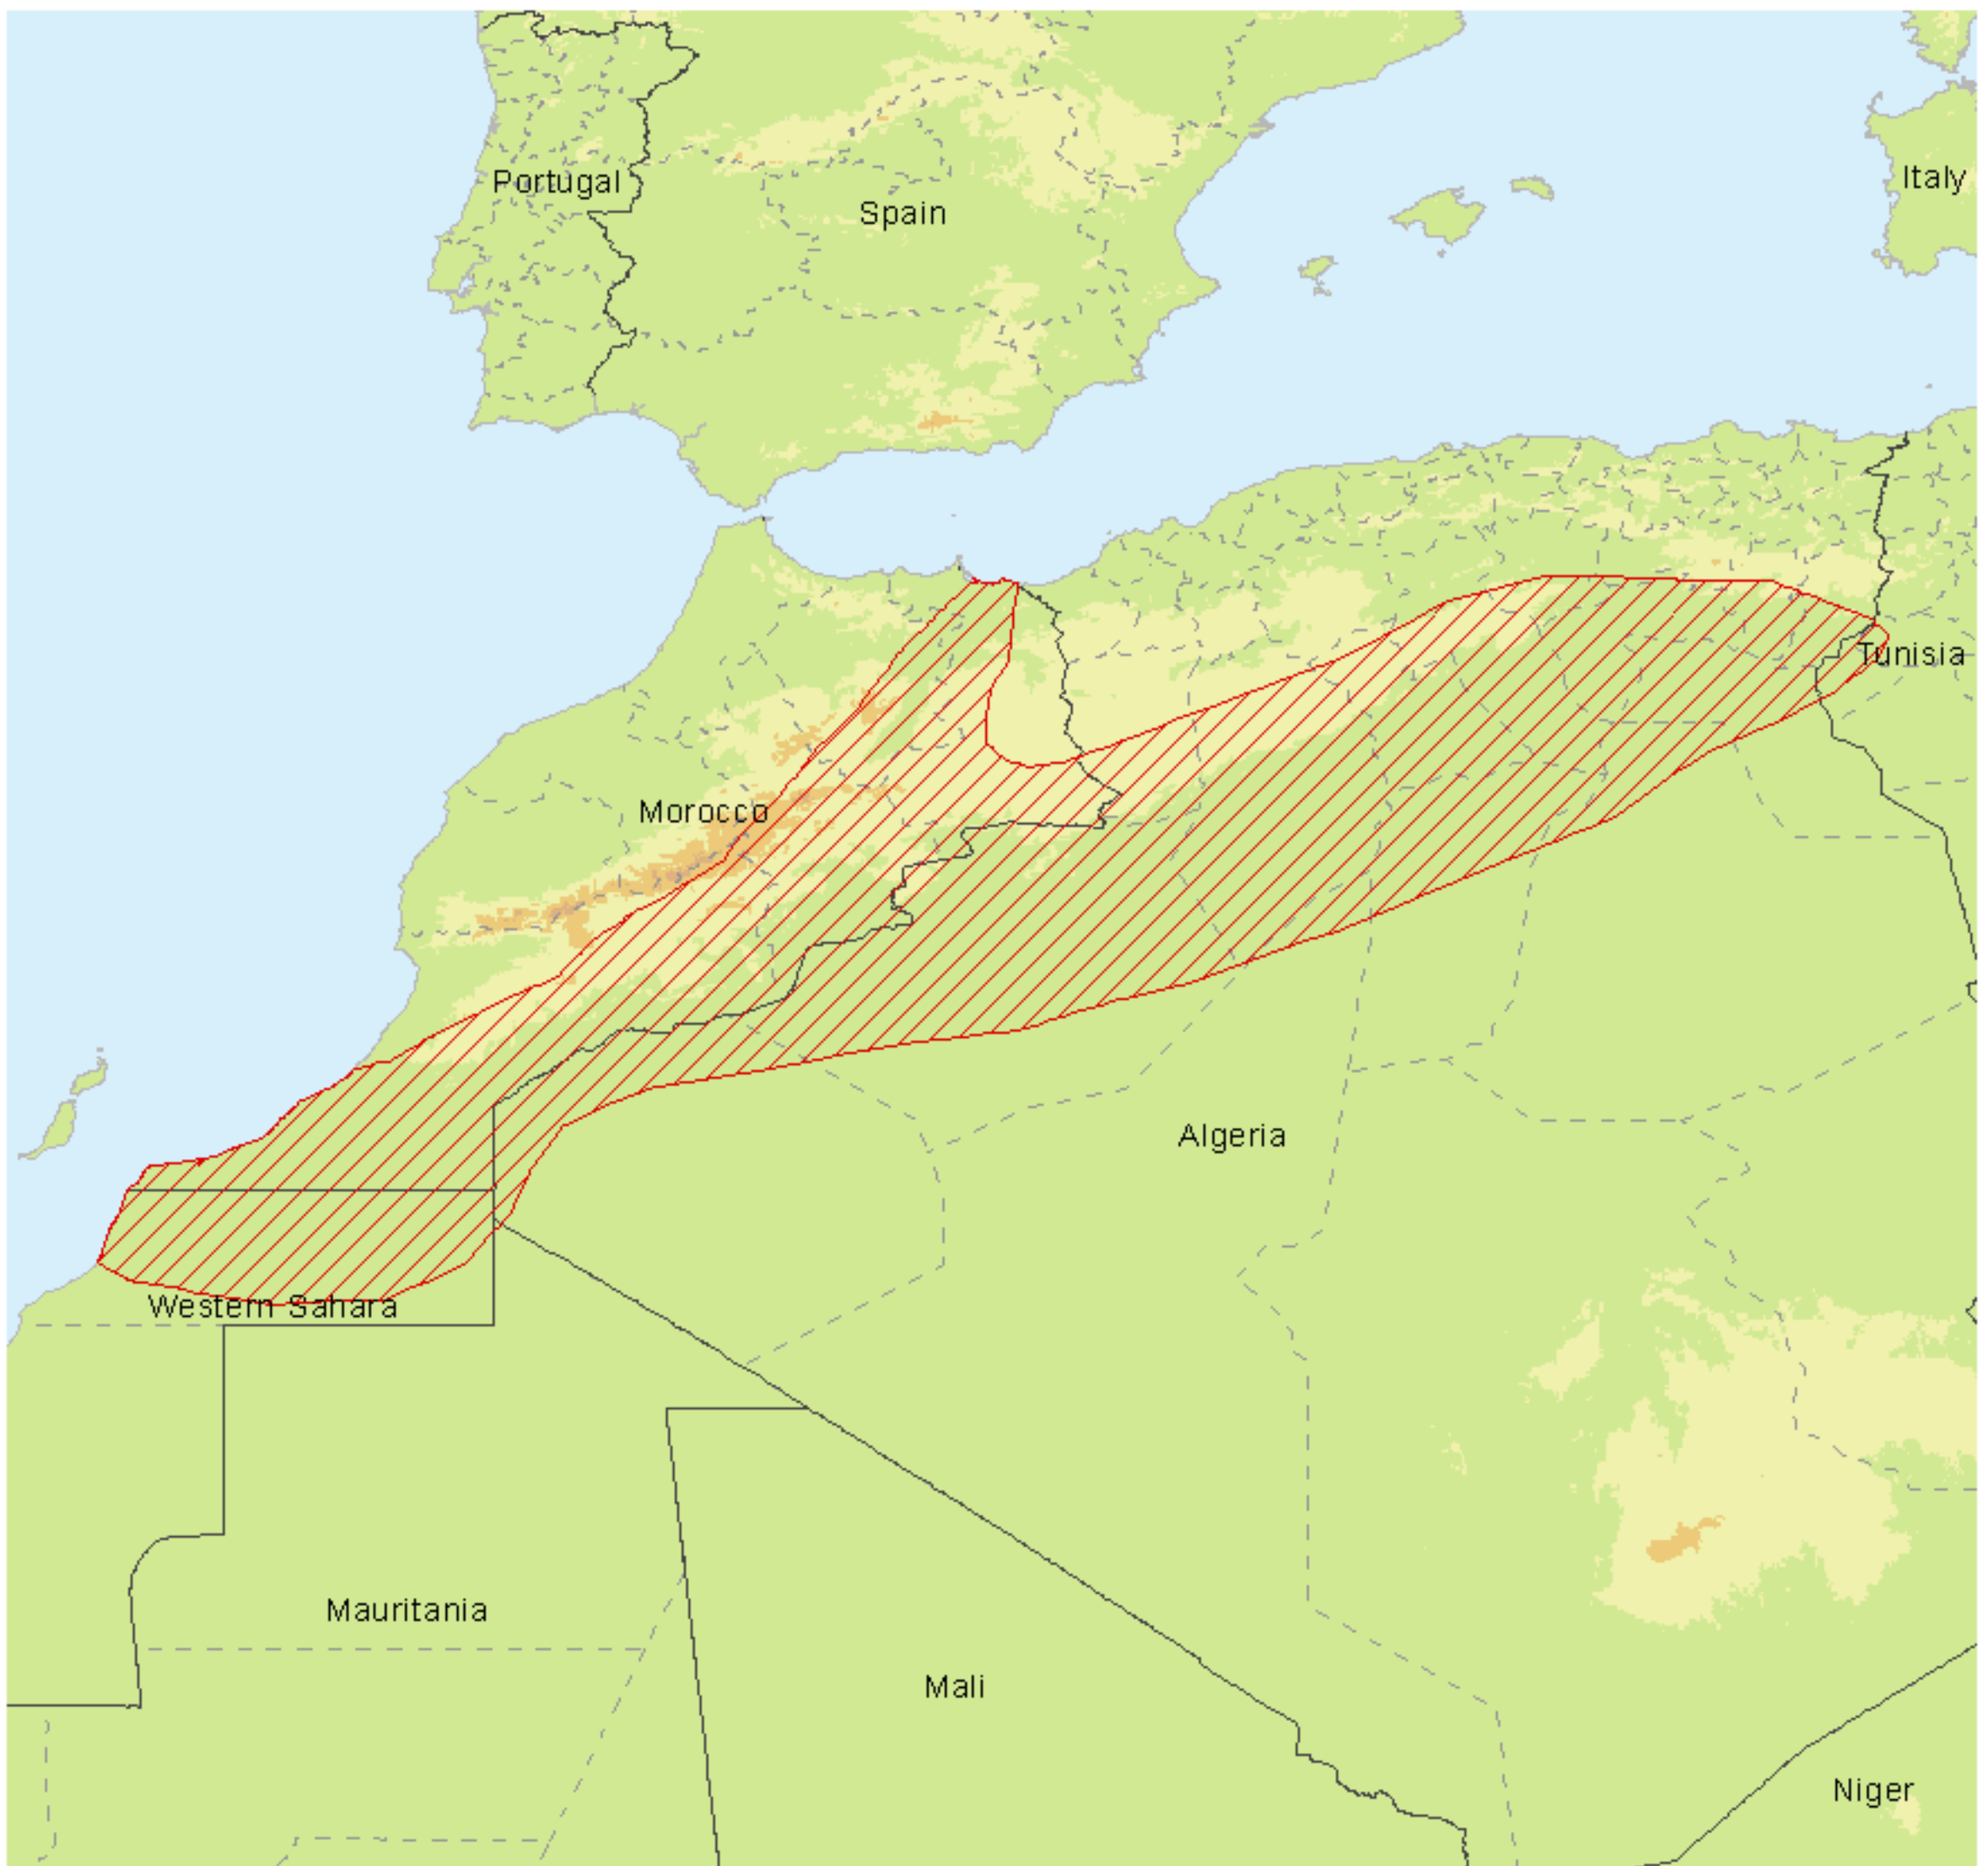 Portugal
Spain
Italy
Tunisia
Morocco
Algeria
Western Sahara
Mauritania
Mali
Niger